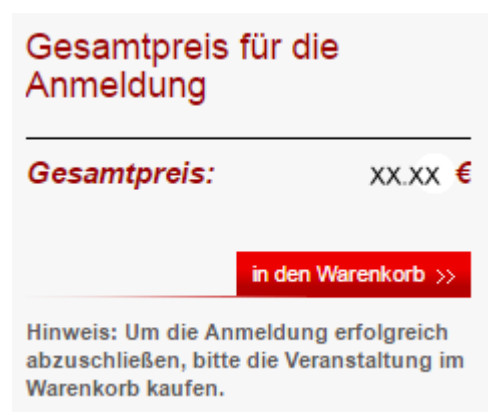 Gesamtpreis für die
Anmeldung
Gesamtpreis: XX.XX €
in den Warenkorb >>
Hinweis: Um die Anmeldung erfolgreich
abzuschließen, bitte die Veranstaltung im
Warenkorb kaufen.